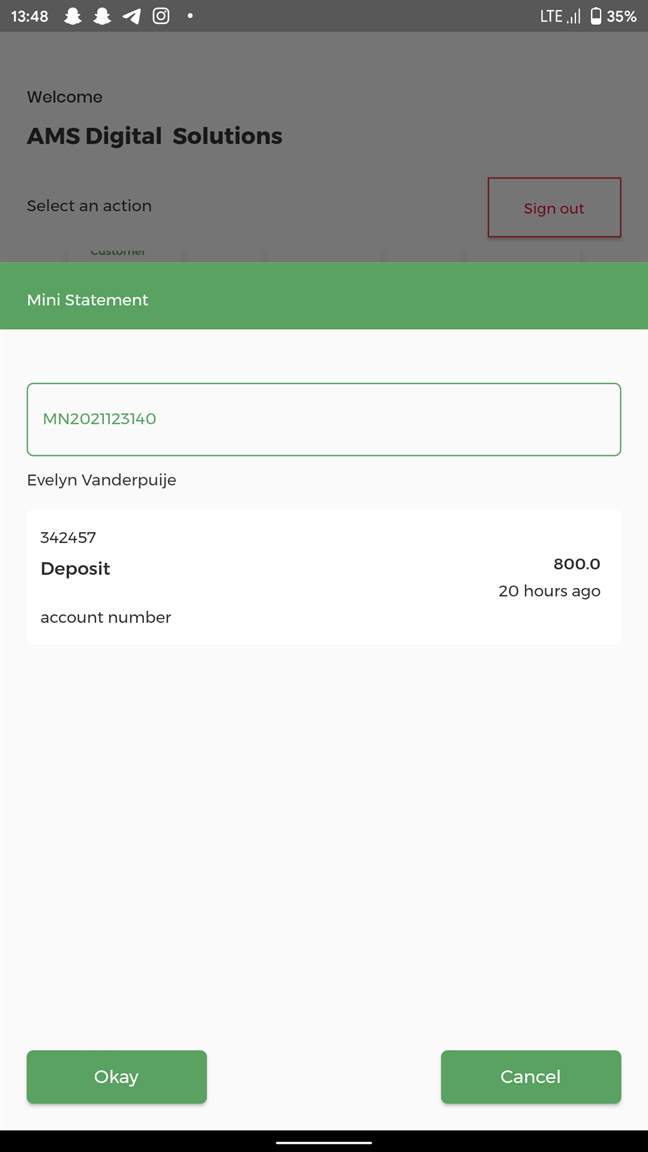 13:48 LTE 35%
Welcome
AMS Digital Solutions
Select an action
Sign out
Customer
Mini Statement
MN2021123140
Evelyn Vanderpuije
342457
Deposit
800.0
20 hours ago
account number
Okay
Cancel